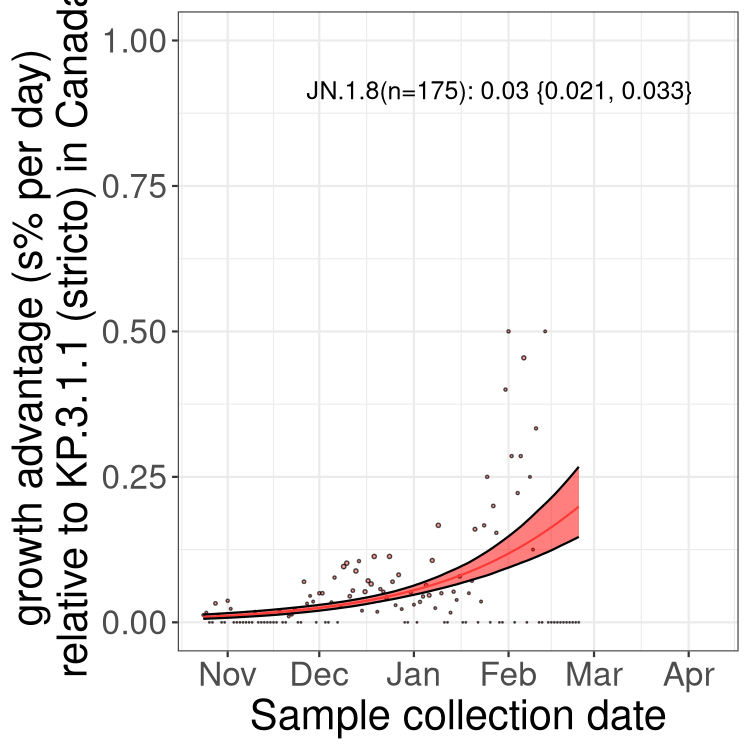 growth advantage (s% per day)
relative to KP.3.1.1 (stricto) in Canada
1.00
0.75
0.50
0.25
0.00
JN.1.8(n=175): 0.03 {0.021, 0.033}
Nov Dec Jan Feb Mar Apr
Sample collection date